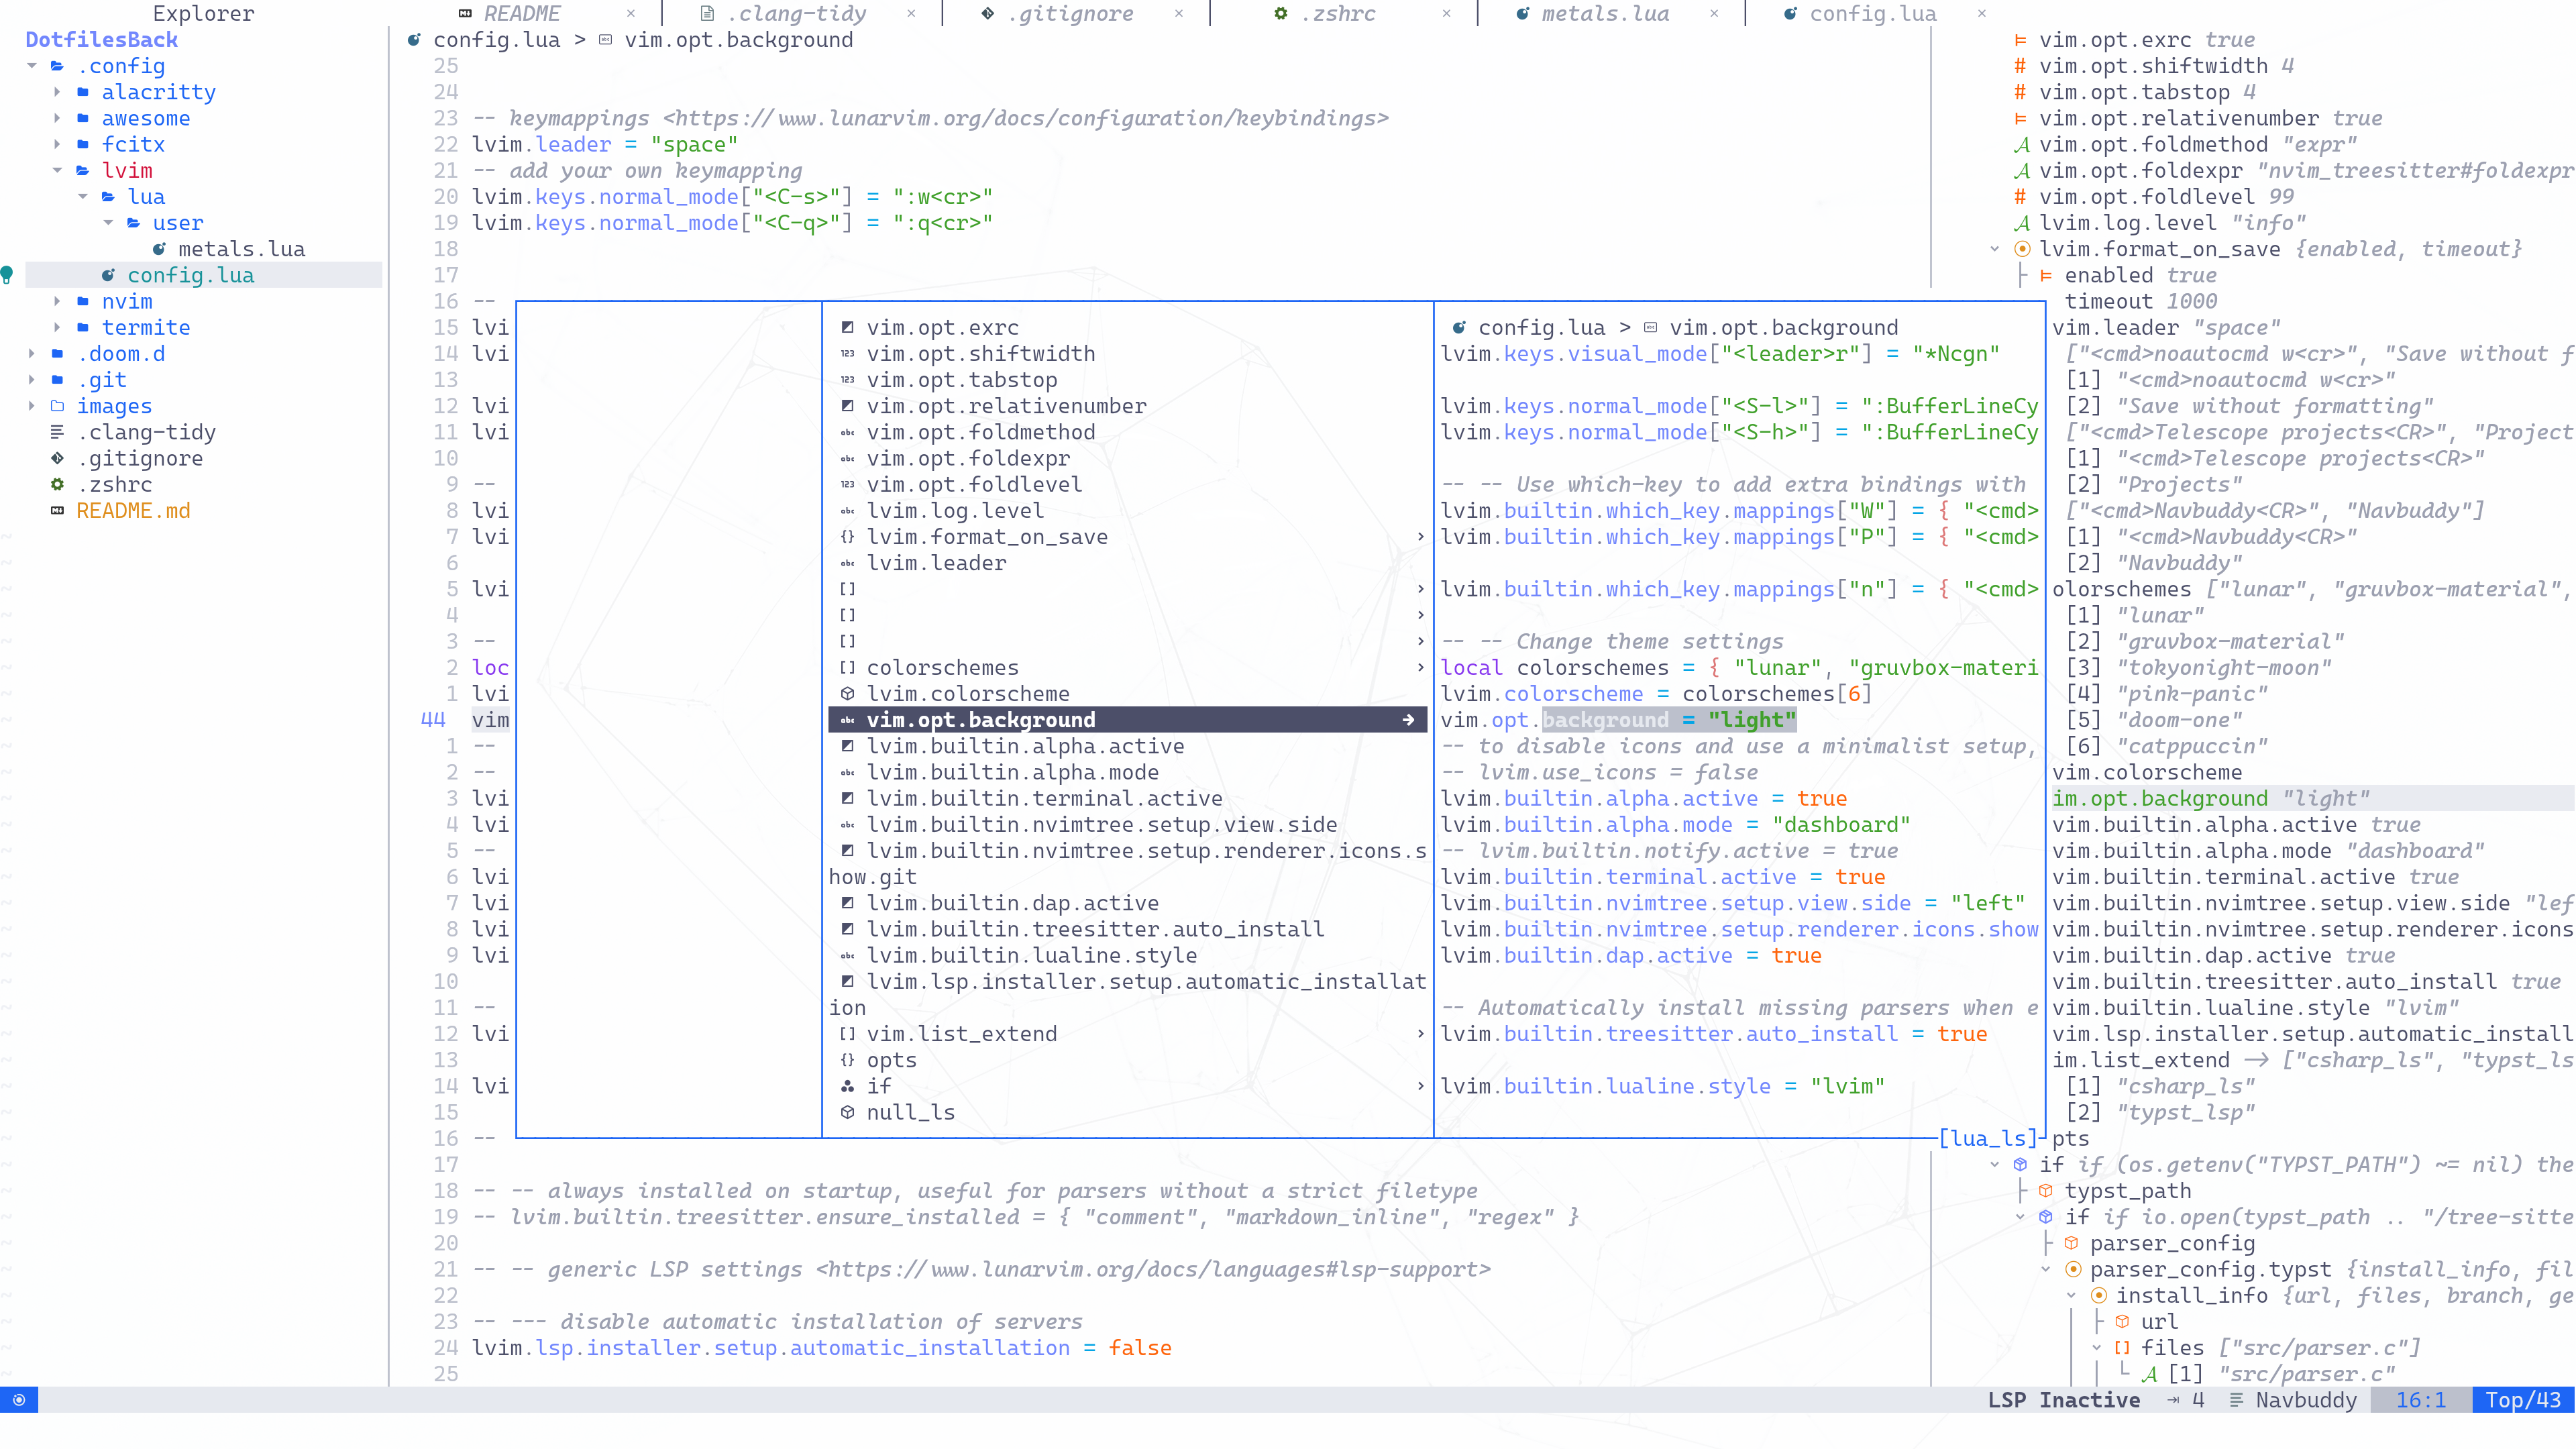 Explorer
README × .clang-tidy × .gitignore × .zshrc × metals.lua × config.lua ×
DotfilesBack
.config
alacritty
awesome
fcitx
lvim
lua
user
metals.lua
config.lua
nvim
termite
.doom.d
.git
images
.clang-tidy
.gitignore
.zshrc
README.md
config.lua > vim.opt.background
25
24
23 -- keymappings <https://www.lunarvim.org/docs/configuration/keybindings>
22 lvim.leader = "space"
21 -- add your own keymapping
20 lvim.keys.normal_mode["<C-s>"] = ":w<cr>"
19 lvim.keys.normal_mode["<C-q>"] = ":q<cr>"
18
17
16 --
15 lvi
14 lvi
13
12 lvi
11 lvi
10
9 --
8 lvi
7 lvi
6
5 lvi
4
3 --
2 loc
1 lvi
44 vim
1 --
2 --
3 lvi
4 lvi
5 --
6 lvi
7 lvi
8 lvi
9 lvi
10
11 --
12 lvi
13
14 lvi
15
16 --
17
18 -- -- always installed on startup, useful for parsers without a strict filetype
19 -- lvim.builtin.treesitter.ensure_installed = { "comment", "markdown_inline", "regex" }
20
21 -- -- generic LSP settings <https://www.lunarvim.org/docs/languages#lsp-support>
22
23 -- --- disable automatic installation of servers
24 lvim.lsp.installer.setup.automatic_installation = false
25
vim.opt.exrc
123 vim.opt.shiftwidth
123 vim.opt.tabstop
vim.opt.relativenumber
abc vim.opt.foldmethod
abc vim.opt.foldexpr
123 vim.opt.foldlevel
abc lvim.log.level
{} lvim.format_on_save >
abc lvim.leader
[] >
[] >
[] >
[] colorschemes >
lvim.colorscheme
abc vim.opt.background →
lvim.builtin.alpha.active
abc lvim.builtin.alpha.mode
lvim.builtin.terminal.active
abc lvim.builtin.nvimtree.setup.view.side
lvim.builtin.nvimtree.setup.renderer.icons.s
how.git
lvim.builtin.dap.active
lvim.builtin.treesitter.auto_install
abc lvim.builtin.lualine.style
lvim.lsp.installer.setup.automatic_installat
ion
[] vim.list_extend >
{} opts
if >
null_ls
config.lua > vim.opt.background
lvim.keys.visual_mode["<leader>r"] = "*Ncgn"
lvim.keys.normal_mode["<S-l>"] = ":BufferLineCy
lvim.keys.normal_mode["<S-h>"] = ":BufferLineCy
-- -- Use which-key to add extra bindings with
lvim.builtin.which_key.mappings["W"] = { "<cmd>
lvim.builtin.which_key.mappings["P"] = { "<cmd>
lvim.builtin.which_key.mappings["n"] = { "<cmd>
-- -- Change theme settings
local colorschemes = { "lunar", "gruvbox-materi
lvim.colorscheme = colorschemes[6]
vim.opt.background = "light"
-- to disable icons and use a minimalist setup,
-- lvim.use_icons = false
lvim.builtin.alpha.active = true
lvim.builtin.alpha.mode = "dashboard"
-- lvim.builtin.notify.active = true
lvim.builtin.terminal.active = true
lvim.builtin.nvimtree.setup.view.side = "left"
lvim.builtin.nvimtree.setup.renderer.icons.show
lvim.builtin.dap.active = true
-- Automatically install missing parsers when e
lvim.builtin.treesitter.auto_install = true
lvim.builtin.lualine.style = "lvim"
[lua_ls]
vim.opt.exrc true
# vim.opt.shiftwidth 4
# vim.opt.tabstop 4
vim.opt.relativenumber true
vim.opt.foldmethod "expr"
vim.opt.foldexpr "nvim_treesitter#foldexpr
# vim.opt.foldlevel 99
lvim.log.level "info"
lvim.format_on_save {enabled, timeout}
enabled true
timeout 1000
vim.leader "space"
["<cmd>noautocmd w<cr>", "Save without f
[1] "<cmd>noautocmd w<cr>"
[2] "Save without formatting"
["<cmd>Telescope projects<CR>", "Project
[1] "<cmd>Telescope projects<CR>"
[2] "Projects"
["<cmd>Navbuddy<CR>", "Navbuddy"]
[1] "<cmd>Navbuddy<CR>"
[2] "Navbuddy"
olorschemes ["lunar", "gruvbox-material",
[1] "lunar"
[2] "gruvbox-material"
[3] "tokyonight-moon"
[4] "pink-panic"
[5] "doom-one"
[6] "catppuccin"
vim.colorscheme
im.opt.background "light"
vim.builtin.alpha.active true
vim.builtin.alpha.mode "dashboard"
vim.builtin.terminal.active true
vim.builtin.nvimtree.setup.view.side "lef
vim.builtin.nvimtree.setup.renderer.icons
vim.builtin.dap.active true
vim.builtin.treesitter.auto_install true
vim.builtin.lualine.style "lvim"
vim.lsp.installer.setup.automatic_install
im.list_extend -> ["csharp_ls", "typst_ls
[1] "csharp_ls"
[2] "typst_lsp"
pts
if if (os.getenv("TYPST_PATH") ~= nil) the
typst_path
if if io.open(typst_path .. "/tree-sitte
parser_config
parser_config.typst {install_info, fil
install_info {url, files, branch, ge
url
[] files ["src/parser.c"]
[1] "src/parser.c"
LSP Inactive 4 Navbuddy 16:1 Top/43